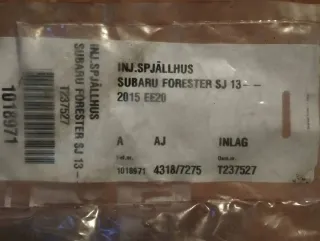 INJ.SPJÄLLHUS
SUBARU FORESTER SJ 13 - -
2015 EE20
A AJ INLAG
1018671 4318/7275 T237527
INJ.SPJÄLLHUS
SUBARU FORESTER SJ 13 - -
T237527
1018971